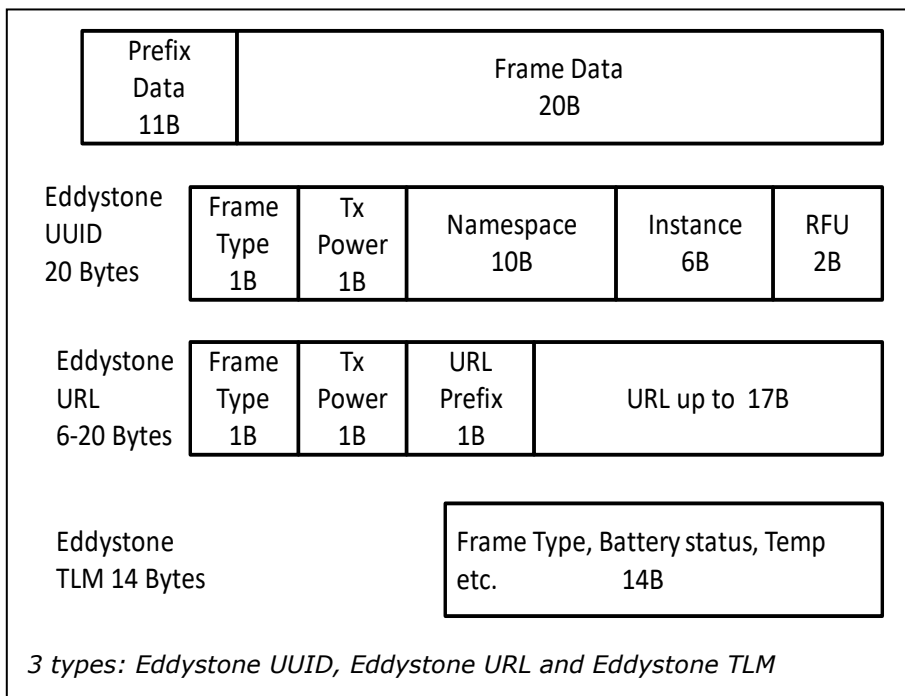 Prefix
Data
11B
Frame Data
20B
Eddystone
UUID
20 Bytes
Frame
Type
1B
Tx
Power
1B
Namespace
10B
Instance
6B
RFU
2B
Eddystone
URL
6-20 Bytes
Frame
Type
1B
Tx
Power
1B
URL
Prefix
1B
URL up to 17B
Eddystone
TLM 14 Bytes
Frame Type, Battery status, Temp
etc. 14B
3 types: Eddystone UUID, Eddystone URL and Eddystone TLM